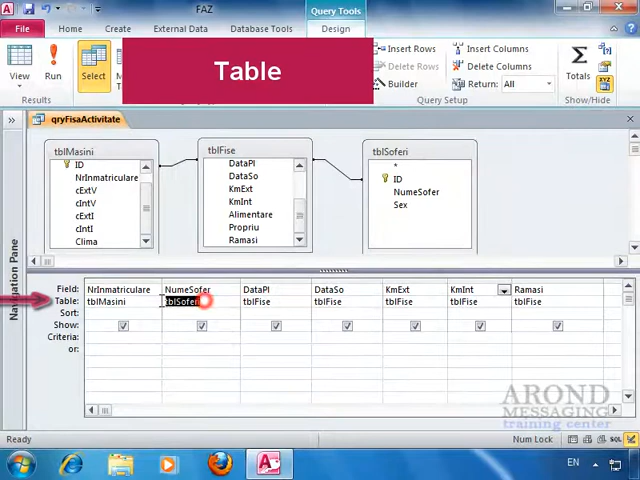 FAZ
Query Tools
File
Home
Create
External Data
Database Tools
Design
View
Run
Select
Table
Insert Rows
Delete Rows
Builder
Insert Columns
Delete Columns
Return: All
Totals
Results
Query Setup
Show/Hide
qryFisaActivitate
Navigation Pane
tblMasini
ID
NrInmatriculare
cExtV
cIntV
cExtI
cIntI
Clima
tblFise
DataPl
DataSo
KmExt
KmInt
Alimentare
Propriu
Ramasi
tblSoferi
*
ID
NumeSofer
Sex
Field: NrInmatriculare NumeSofer DataPl DataSo KmExt KmInt Ramasi
Table: tblMasini tblSoferi tblFise tblFise tblFise tblFise tblFise
Sort:
Show:
Criteria:
or:
AROND
MESSAGING
training center
Ready
Num Lock
SQL
EN